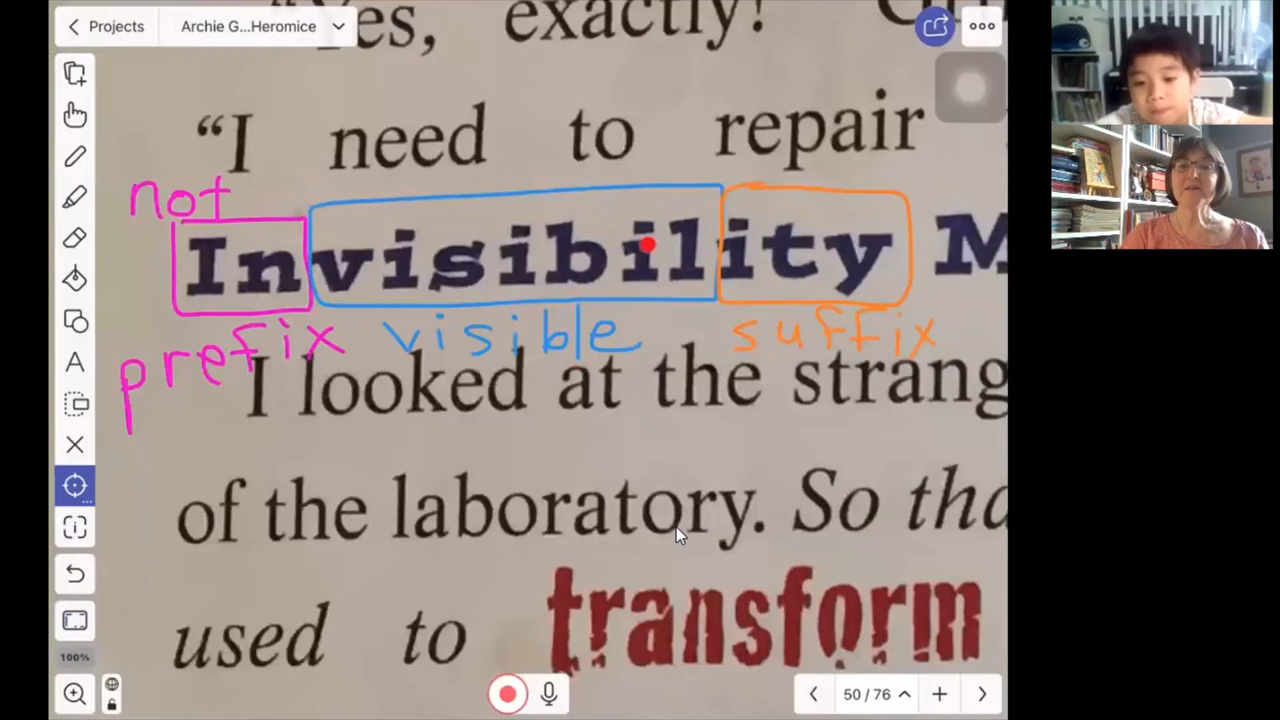 Projects
Archie G...Heromice
Yes, exactly!
“I need to repair
not
Invisibility M
prefix visible suffix
I looked at the strang
of the laboratory. So tha
used to transform
100%
50 / 76